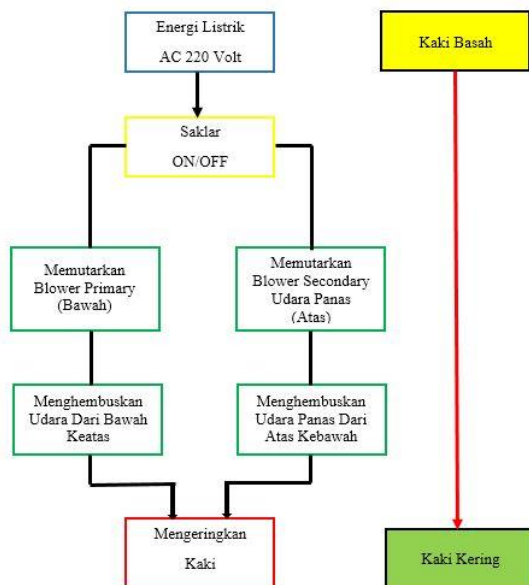 Energi Listrik
AC 220 Volt
Kaki Basah
Saklar
ON/OFF
Memutarkan
Blower Primary
(Bawah)
Memutarkan
Blower Secondary
Udara Panas
(Atas)
Menghembuskan
Udara Dari Bawah
Keatas
Menghembuskan
Udara Panas Dari
Atas Kebawah
Mengeringkan
Kaki
Kaki Kering